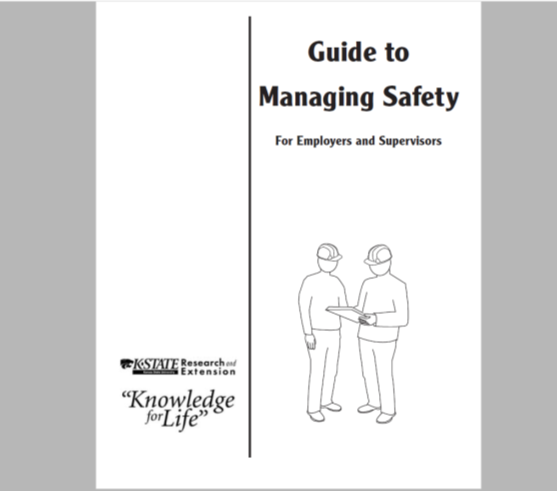 Guide to
Managing Safety
For Employers and Supervisors
K-STATE Research and
Extension
“Knowledge
for Life”